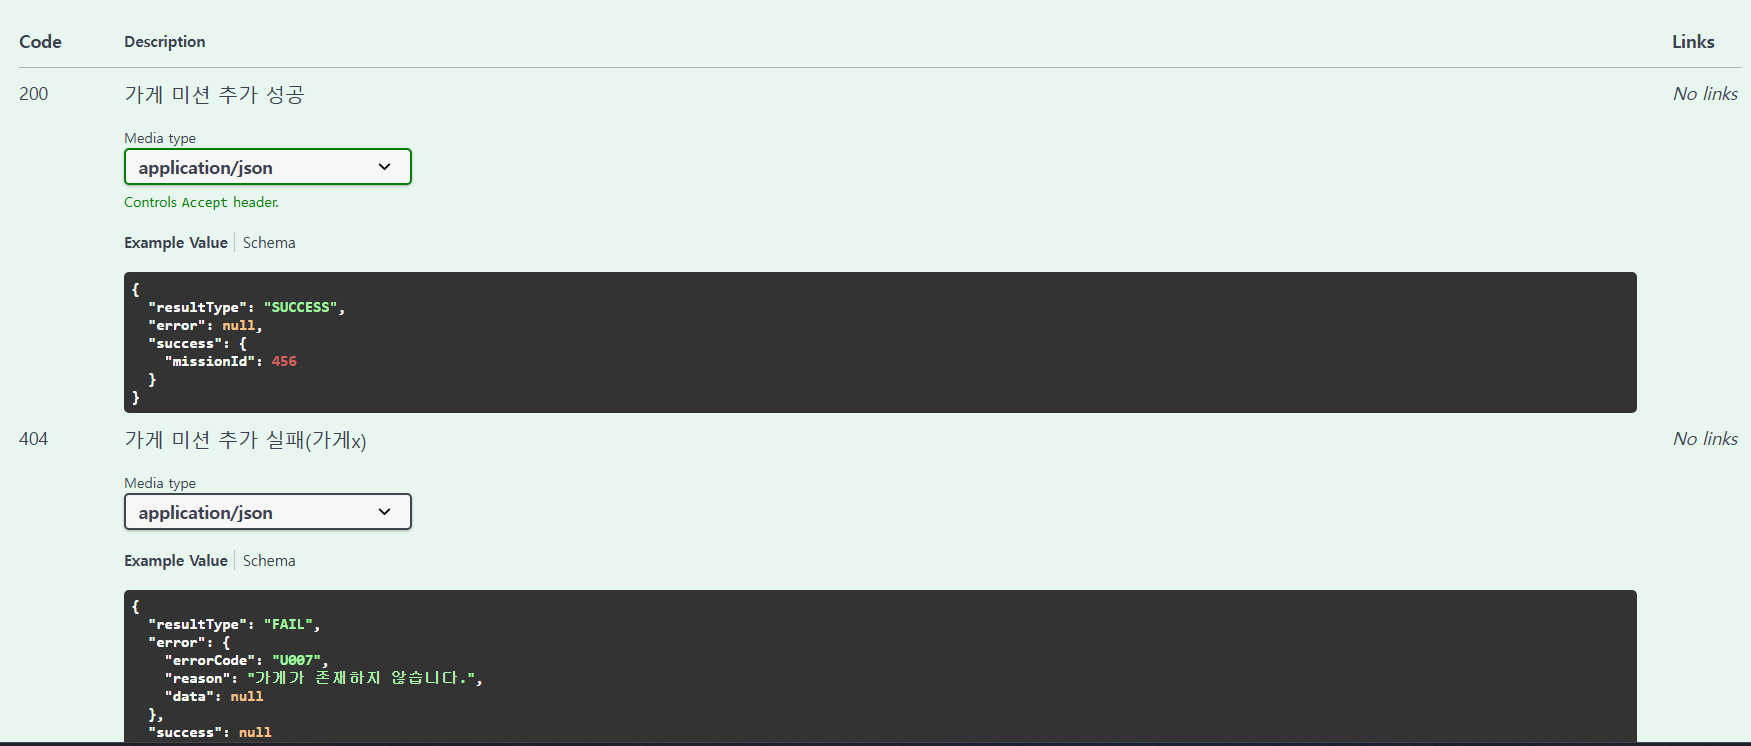 Code Description Links
200 가게 미션 추가 성공 No links
Media type
application/json
Controls Accept header.
Example Value Schema
{
"resultType": "SUCCESS",
"error": null,
"success": {
"missionId": 456
}
}
404 가게 미션 추가 실패(가게x) No links
Media type
application/json
Example Value Schema
{
"resultType": "FAIL",
"error": {
"errorCode": "U007",
"reason": "가게가 존재하지 않습니다.",
"data": null
},
"success": null